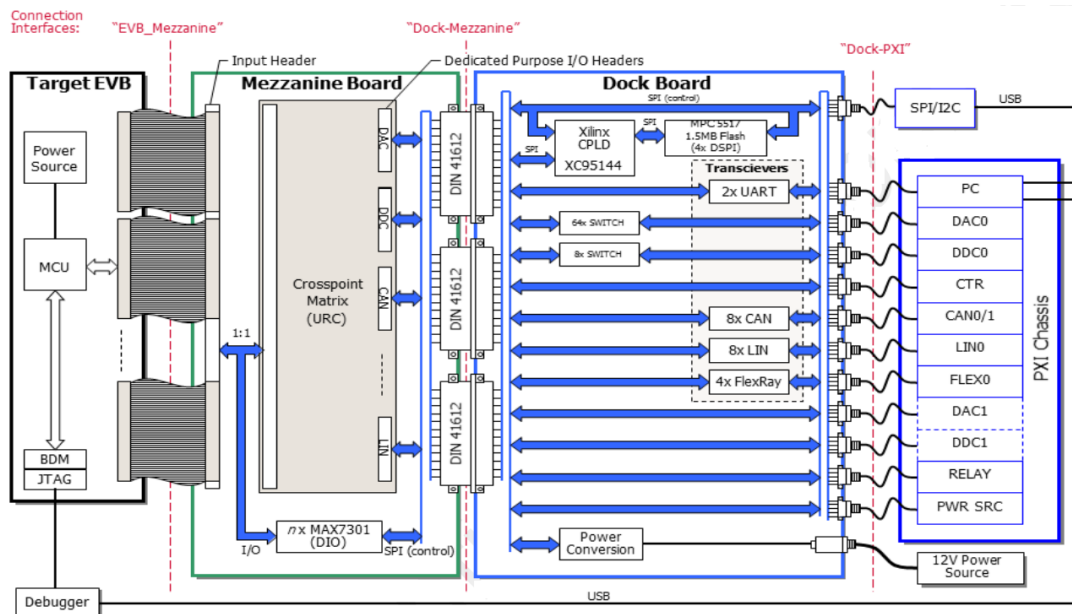 Connection
Interfaces:
"EVB_Mezzanine"
"Dock-Mezzanine"
"Dock-PXI"
Input Header
Dedicated Purpose I/O Headers
Target EVB
Mezzanine Board
Dock Board
Power
Source
MCU
BDM
JTAG
Debugger
1:1
I/O
Crosspoint
Matrix
(URC)
DAC
DDC
CAN
LIN
n x MAX7301
(DIO)
SPI (control)
DIN 41612
DIN 41612
DIN 41612
SPI (control)
SPI
Xilinx
CPLD
XC95144
SPI
MPC5517
1.5MB Flash
(4x DSPI)
Transcievers
2x UART
64x SWITCH
8x SWITCH
8x CAN
8x LIN
4x FlexRay
Power
Conversion
SPI/I2C
USB
PC
DAC0
DDC0
CTR
CAN0/1
LIN0
FLEX0
DAC1
DDC1
RELAY
PWR SRC
PXI Chassis
12V Power
Source
USB